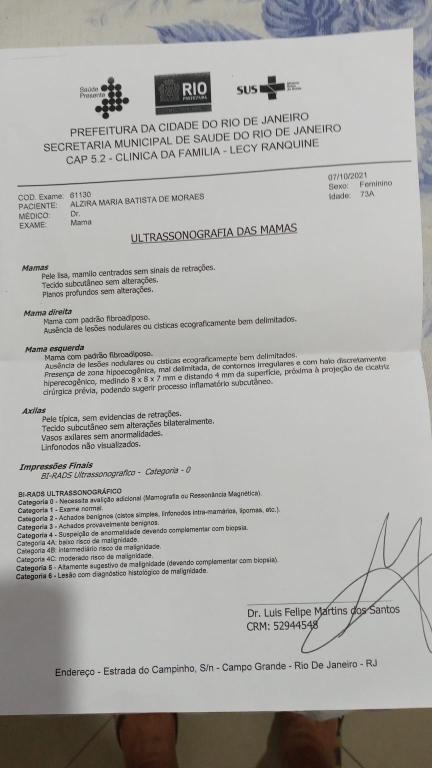 Saúde
Presente
RIO
PREFEITURA
SUS
PREFEITURA DA CIDADE DO RIO DE JANEIRO
SECRETARIA MUNICIPAL DE SAUDE DO RIO DE JANEIRO
CAP 5.2 - CLINICA DA FAMILIA - LECY RANQUINE
07/10/2021
COD. Exame: 61130
Sexo: Feminino
PACIENTE: ALZIRA MARIA BATISTA DE MORAES
Idade: 73A
MÉDICO: Dr.
EXAME: Mama
ULTRASSONOGRAFIA DAS MAMAS
Mamas
Pele lisa, mamilo centrados sem sinais de retrações.
Tecido subcutâneo sem alterações.
Planos profundos sem alterações.
Mama direita
Mama com padrão fibroadiposo.
Ausência de lesões nodulares ou císticas ecograficamente bem delimitados.
Mama esquerda
Mama com padrão fibroadiposo.
Ausência de lesões nodulares ou císticas ecograficamente bem delimitados.
Presença de zona hipoecogênica, mal delimitada, de contornos irregulares e com halo discretamente
hiperecogênico, medindo 8 x 8 x 7 mm e distando 4 mm da superfície, próxima à projeção de cicatriz
cirúrgica prévia, podendo sugerir processo inflamatório subcutâneo.
Axilas
Pele típica, sem evidencias de retrações.
Tecido subcutâneo sem alterações bilateralmente.
Vasos axilares sem anormalidades.
Linfonodos não visualizados.
Impressões Finais
BI-RADS Ultrassonografico - Categoria - 0
BI-RADS ULTRASSONOGRÁFICO
Categoria 0 - Necessita avaliação adicional (Mamografia ou Ressonância Magnética).
Categoria 1 - Exame normal.
Categoria 2 - Achados benignos (cistos simples, linfonodos intra-mamários, lipomas, etc.).
Categoria 3 - Achados provavelmente benignos.
Categoria 4 - Suspeição de anormalidade devendo complementar com biopsia.
Categoria 4A: baixo risco de malignidade.
Categoria 4B: intermediário risco de malignidade.
Categoria 4C: moderado risco de malignidade.
Categoria 5 - Altamente sugestivo de malignidade (devendo complementar com biopsia).
Categoria 6 - Lesão com diagnóstico histológico de malignidade.
Dr. Luis Felipe Martins dos Santos
CRM: 52944548
Endereço - Estrada do Campinho, S/n - Campo Grande - Rio De Janeiro - RJ